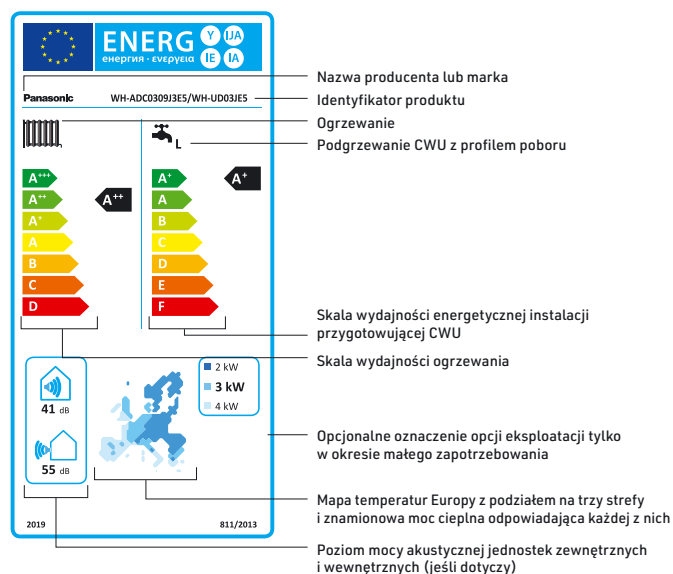 ENERG Y IJA
енергия · ενεργεια IE IA
Nazwa producenta lub marka
Panasonic WH-ADC0309J3E5/WH-UD03JE5
Identyfikator produktu
Ogrzewanie
L
Podgrzewanie CWU z profilem poboru
A+++
A++
A+
A
B
C
D
A++
A+
A
B
C
D
E
F
A+
Skala wydajności energetycznej instalacji
przygotowującej CWU
Skala wydajności ogrzewania
41 dB
55 dB
2 kW
3 kW
4 kW
Opcjonalne oznaczenie opcji eksploatacji tylko
w okresie małego zapotrzebowania
Mapa temperatur Europy z podziałem na trzy strefy
i znamionowa moc cieplna odpowiadająca każdej z nich
2019 811/2013
Poziom mocy akustycznej jednostek zewnętrznych
i wewnętrznych (jeśli dotyczy)